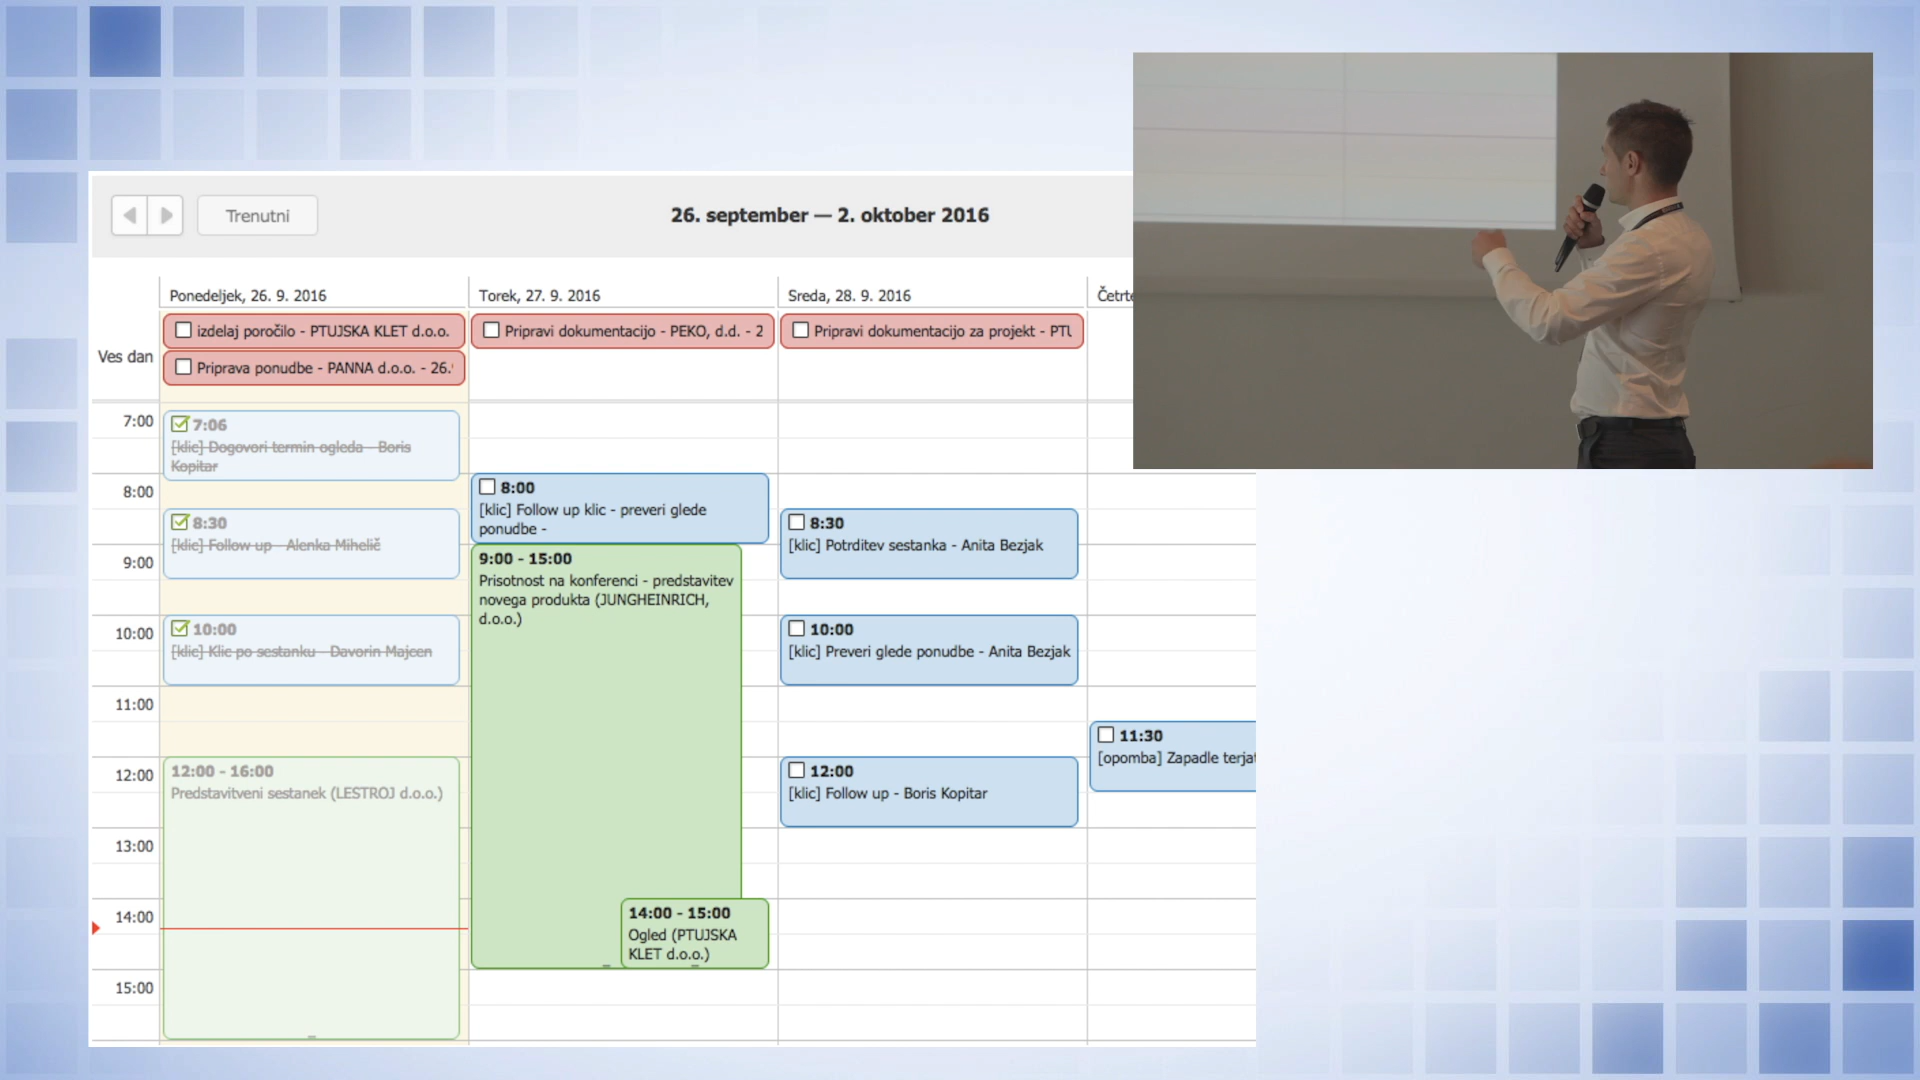 Trenutni
26. september — 2. oktober 2016
Ponedeljek, 26. 9. 2016
Torek, 27. 9. 2016
Sreda, 28. 9. 2016
Ves dan
izdelaj poročilo - PTUJSKA KLET d.o.o.
Priprava ponudbe - PANNA d.o.o. - 26.
Pripravi dokumentacijo - PEKO, d.d. - 2
Pripravi dokumentacijo za projekt -
7:00
8:00
9:00
10:00
11:00
12:00
13:00
14:00
15:00
7:06
[klic] Dogovori termin ogleda - Boris
Kopitar
8:30
[klic] Follow up - Alenka Mihelič
10:00
[klic] Klic po sestanku - Davorin Majcen
12:00 - 16:00
Predstavitveni sestanek (LESTROJ d.o.o.)
8:00
[klic] Follow up klic - preveri glede
ponudbe -
9:00 - 15:00
Prisotnost na konferenci - predstavitev
novega produkta (JUNGHEINRICH,
d.o.o.)
14:00 - 15:00
Ogled (PTUJSKA
KLET d.o.o.)
8:30
[klic] Potrditev sestanka - Anita Bezjak
10:00
[klic] Preveri glede ponudbe - Anita Bezjak
12:00
[klic] Follow up - Boris Kopitar
11:30
[opomba] Zapadle